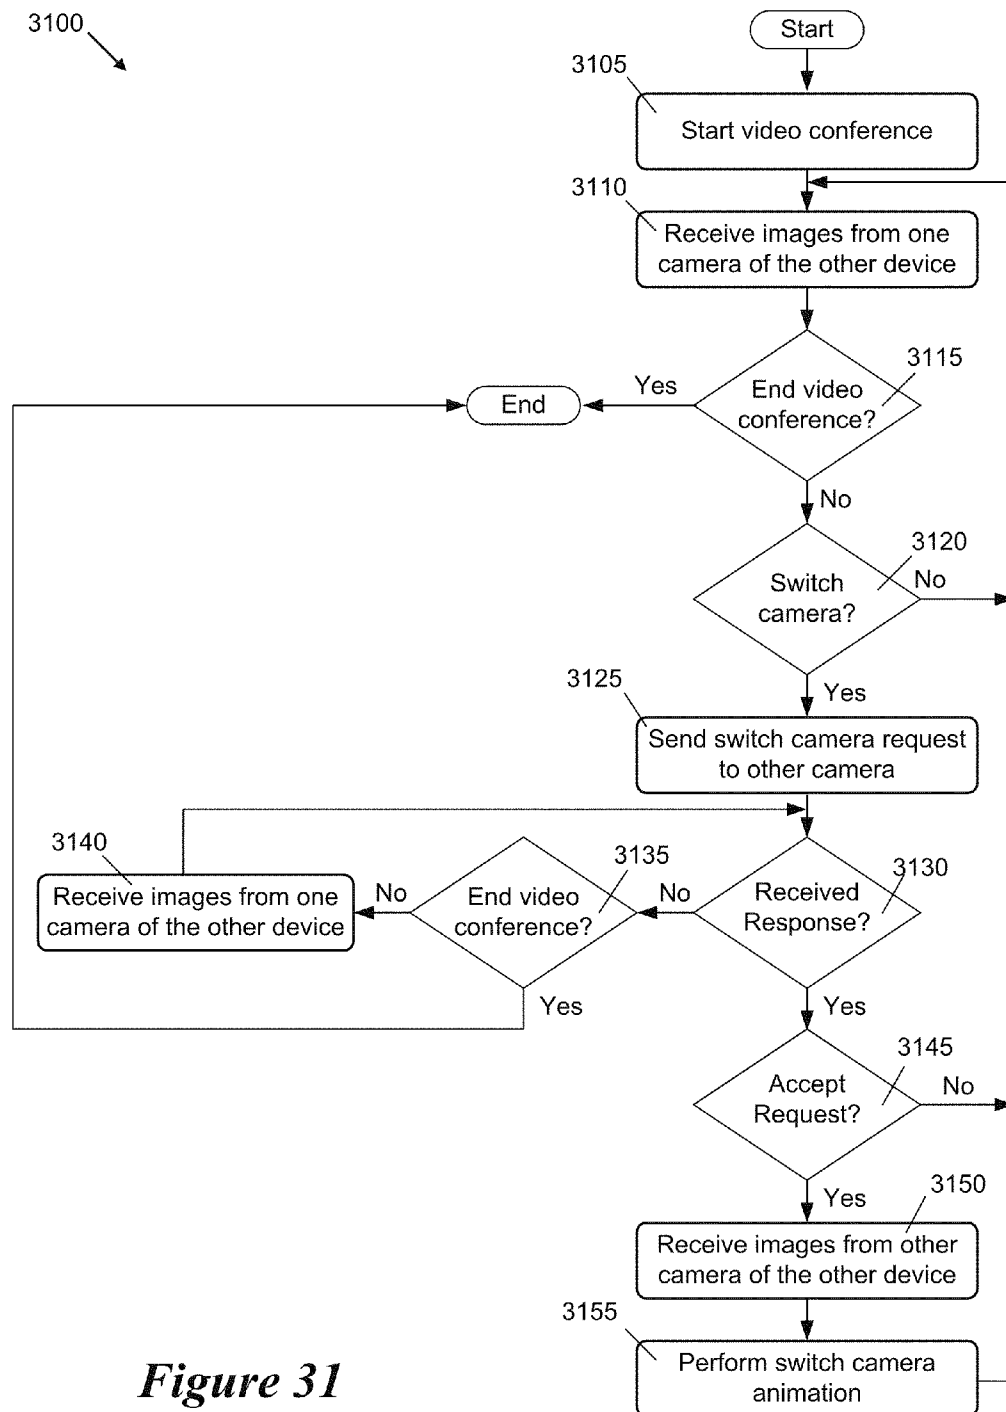 3100
Start
3105
Start video conference
3110
Receive images from one
camera of the other device
3115
End video
conference?
Yes
End
No
3120
Switch
camera?
No
Yes
3125
Send switch camera request
to other camera
3130
Received
Response?
No
3135
End video
conference?
No
3140
Receive images from one
camera of the other device
Yes
Yes
3145
Accept
Request?
No
Yes
3150
Receive images from other
camera of the other device
3155
Perform switch camera
animation
Figure 31